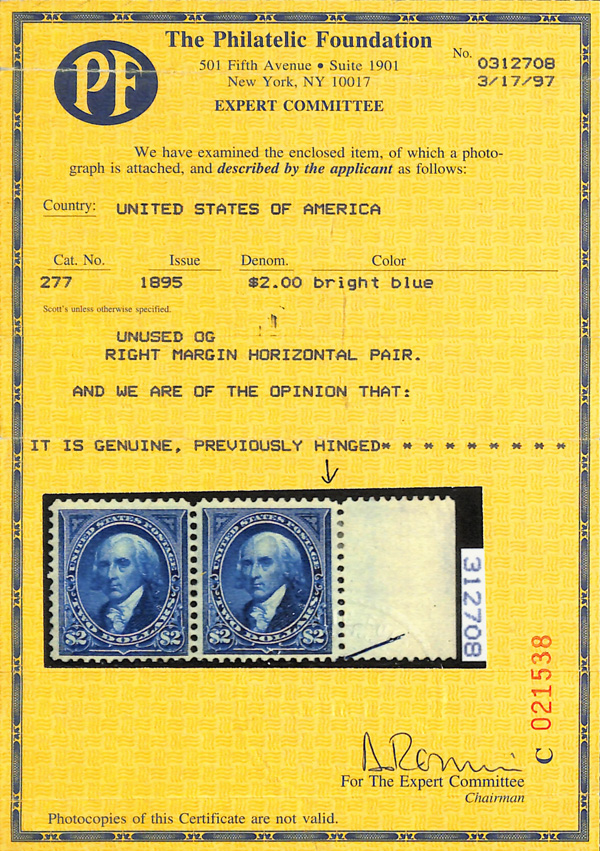 PF
The Philatelic Foundation
501 Fifth Avenue • Suite 1901
New York, NY 10017
EXPERT COMMITTEE
No. 0312708
3/17/97
We have examined the enclosed item, of which a photo-
graph is attached, and described by the applicant as follows:
Country: UNITED STATES OF AMERICA
Cat. No. Issue Denom. Color
277 1895 $2.00 bright blue
Scott's unless otherwise specified.
UNUSED OG
RIGHT MARGIN HORIZONTAL PAIR.
AND WE ARE OF THE OPINION THAT:
IT IS GENUINE, PREVIOUSLY HINGED* * * * * * * * * *
UNITED STATES POSTAGE
TWO DOLLARS
$2 $2
UNITED STATES POSTAGE
TWO DOLLARS
$2 $2
312708
C 021538
For The Expert Committee
Chairman
Photocopies of this Certificate are not valid.